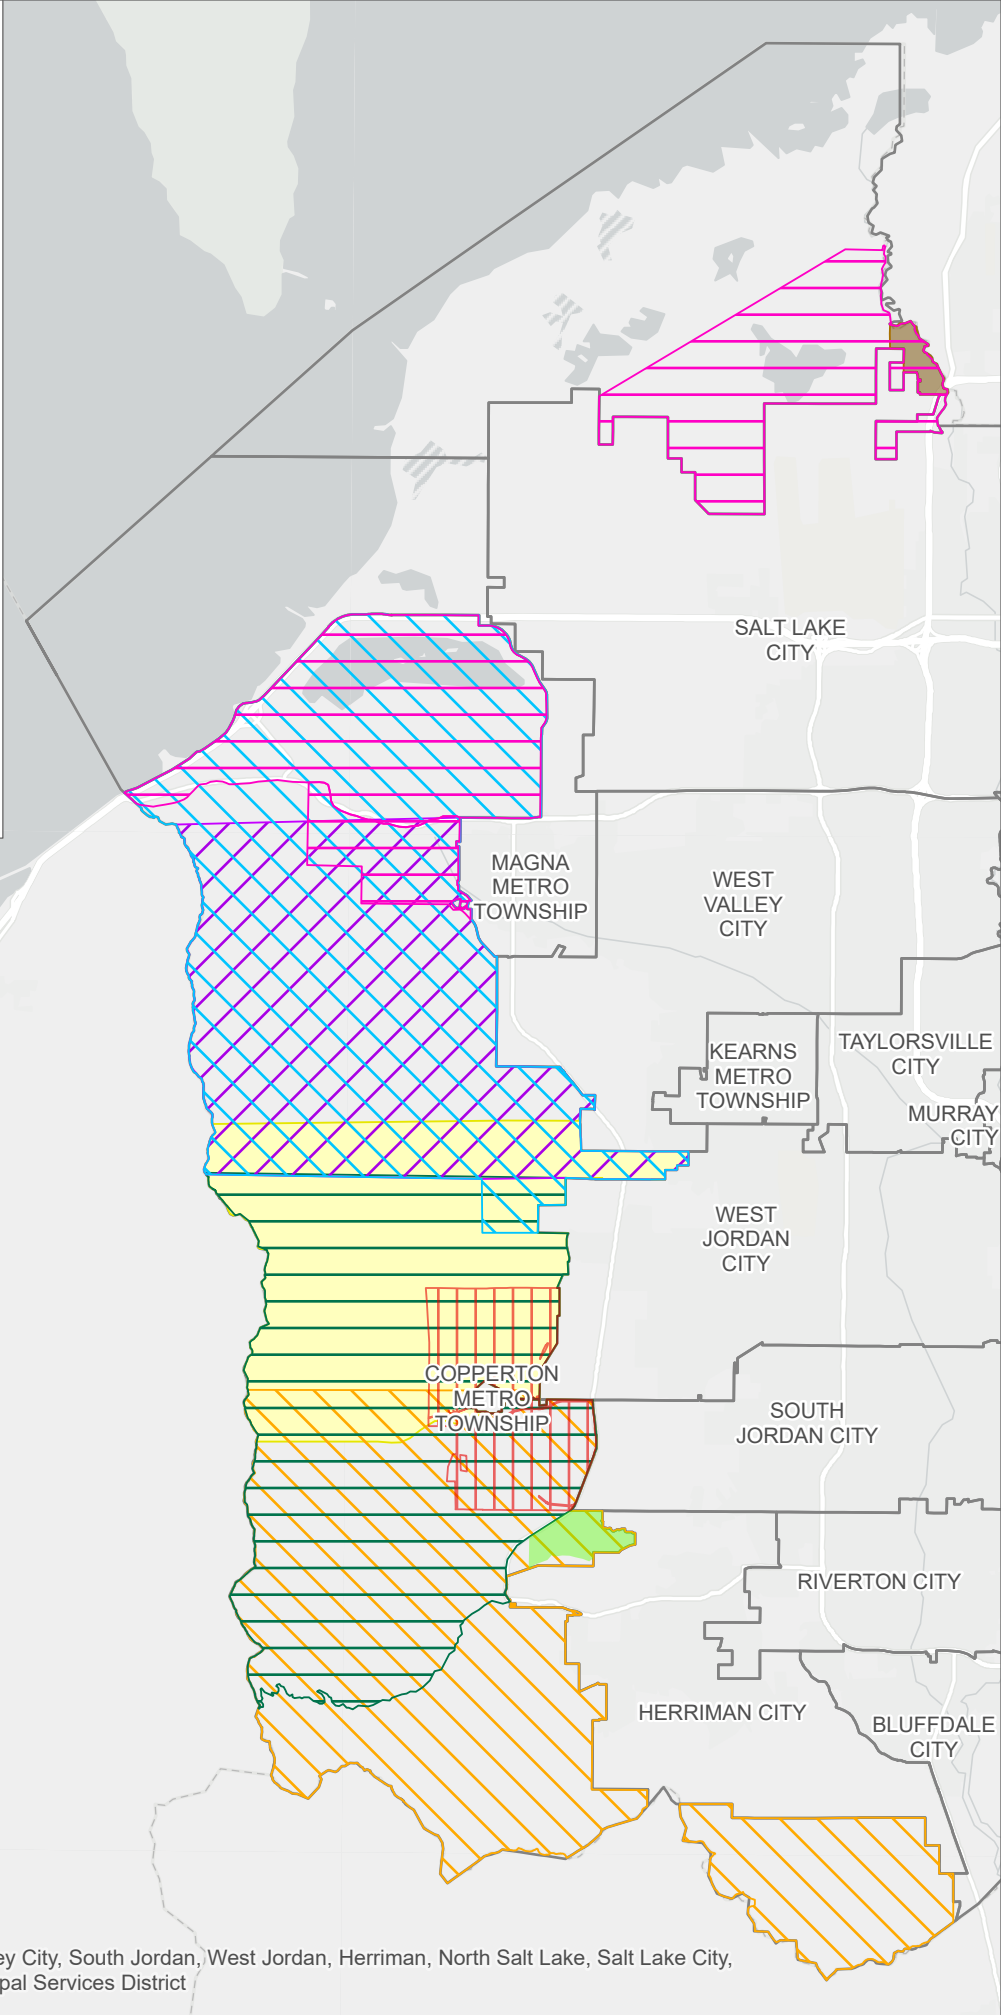 SALT LAKE
CITY
MAGNA
METRO
TOWNSHIP
WEST
VALLEY
CITY
KEARNS
METRO
TOWNSHIP
TAYLORSVILLE
CITY
MURRAY
CITY
WEST
JORDAN
CITY
COPPERTON
METRO
TOWNSHIP
SOUTH
JORDAN CITY
RIVERTON CITY
HERRIMAN CITY
BLUFFDALE
CITY
ey City, South Jordan, West Jordan, Herriman, North Salt Lake, Salt Lake City,
pal Services District